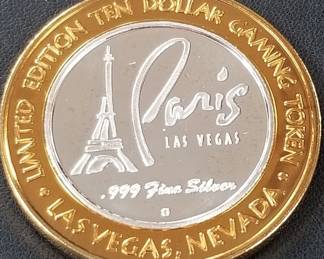 LIMITED EDITION TEN DOLLAR GAMING TOKEN
Paris
LAS VEGAS
.999 Fine Silver
G
• LAS VEGAS, NEVADA •